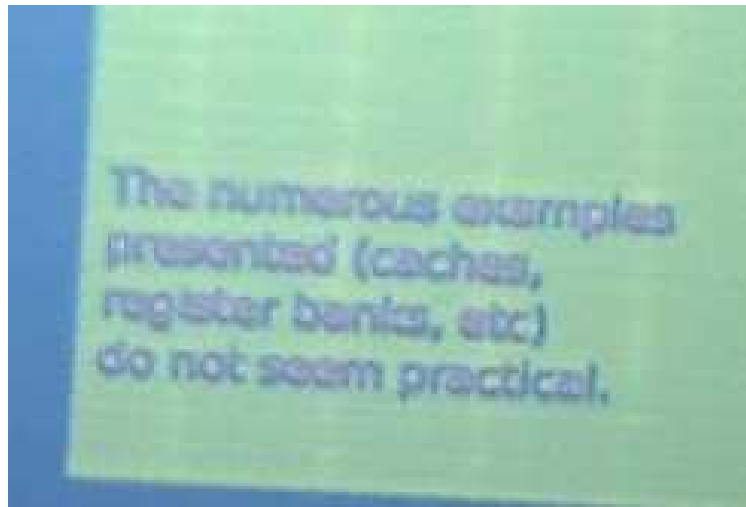 The numerous examples
presented (caches,
register banks, etc)
do not seem practical.